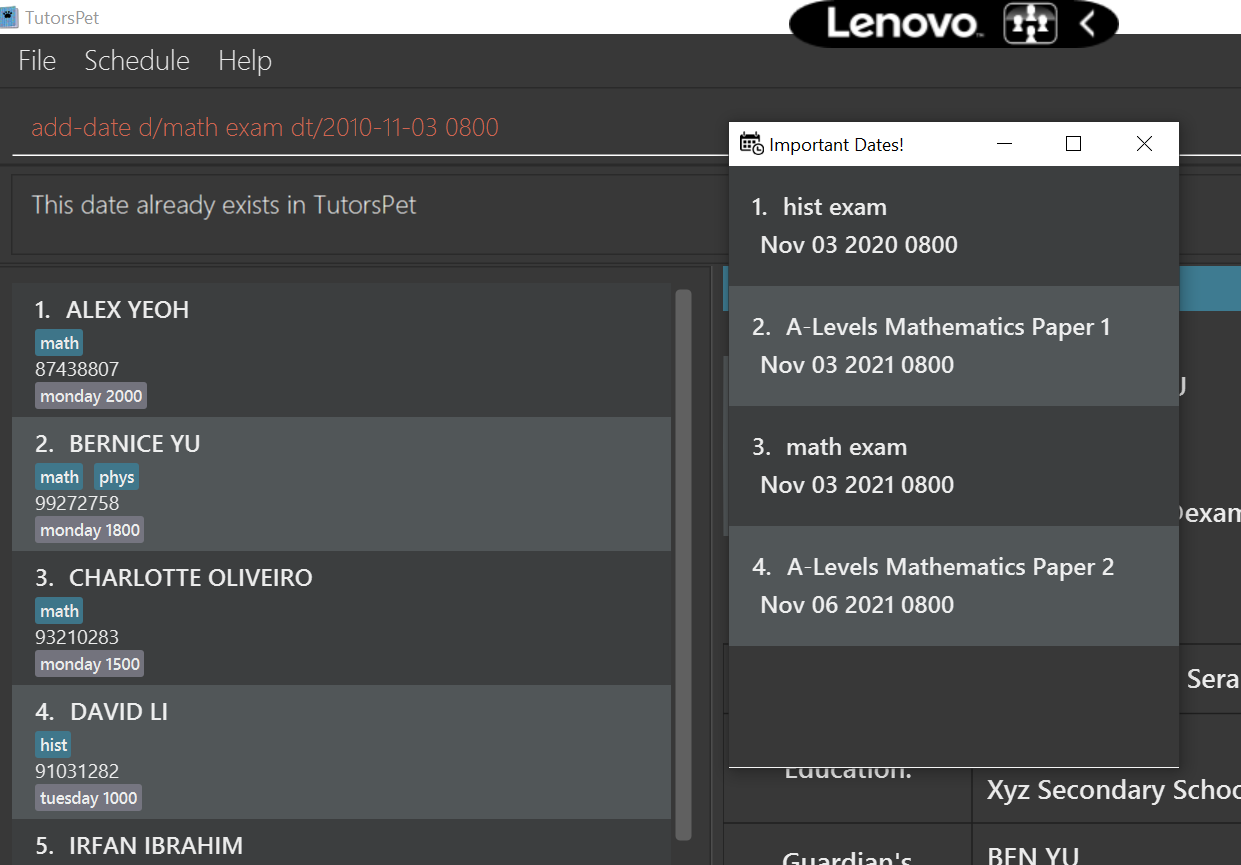 TutorsPet
Lenovo
File Schedule Help
add-date d/math exam dt/2010-11-03 0800
This date already exists in TutorsPet
1. ALEX YEOH
math
87438807
monday 2000
2. BERNICE YU
math phys
99272758
monday 1800
3. CHARLOTTE OLIVEIRO
math
93210283
monday 1500
4. DAVID LI
hist
91031282
tuesday 1000
5. IRFAN IBRAHIM
Important Dates!
1. hist exam
Nov 03 2020 0800
2. A-Levels Mathematics Paper 1
Nov 03 2021 0800
3. math exam
Nov 03 2021 0800
4. A-Levels Mathematics Paper 2
Nov 06 2021 0800
Education:
Xyz Secondary
Guardian's
BEN YU